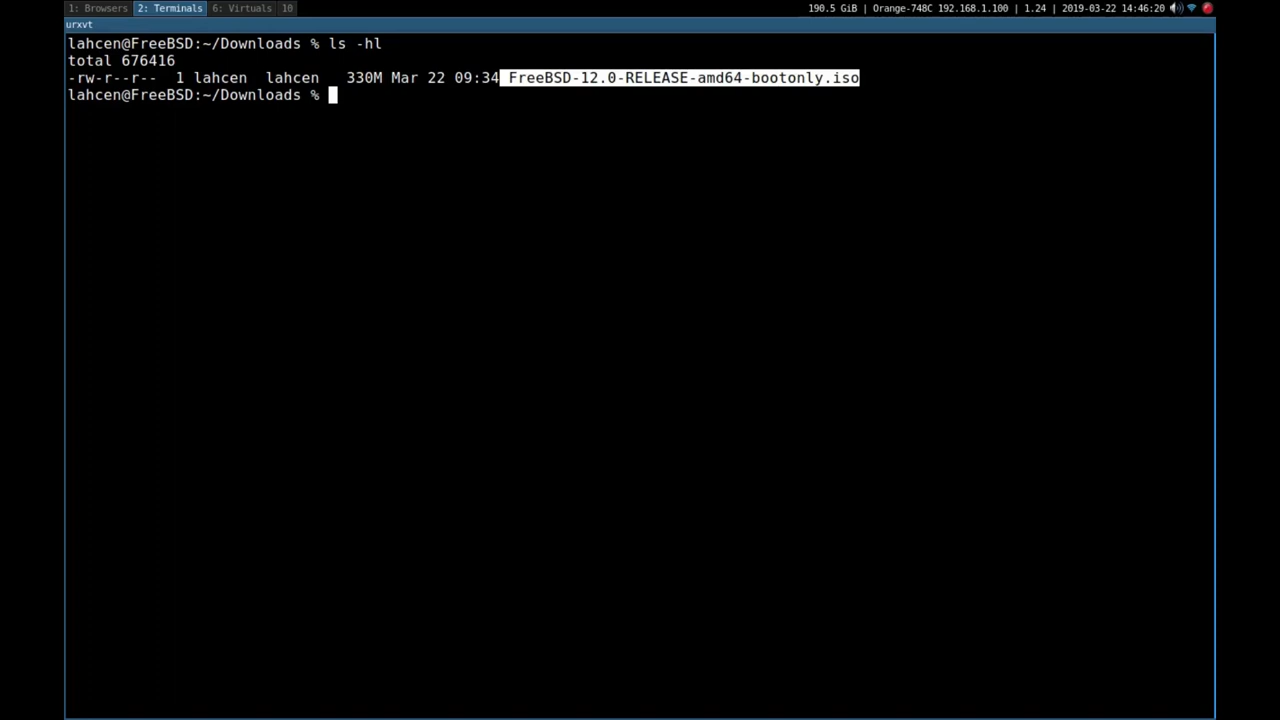 1: Browsers 2: Terminals 6: Virtuals 10 190.5 GiB | Orange-748C 192.168.1.100 | 1.24 | 2019-03-22 14:46:20
urxvt
lahcen@FreeBSD:~/Downloads % ls -hl
total 676416
-rw-r--r--  1 lahcen  lahcen   330M Mar 22 09:34 FreeBSD-12.0-RELEASE-amd64-bootonly.iso
lahcen@FreeBSD:~/Downloads %